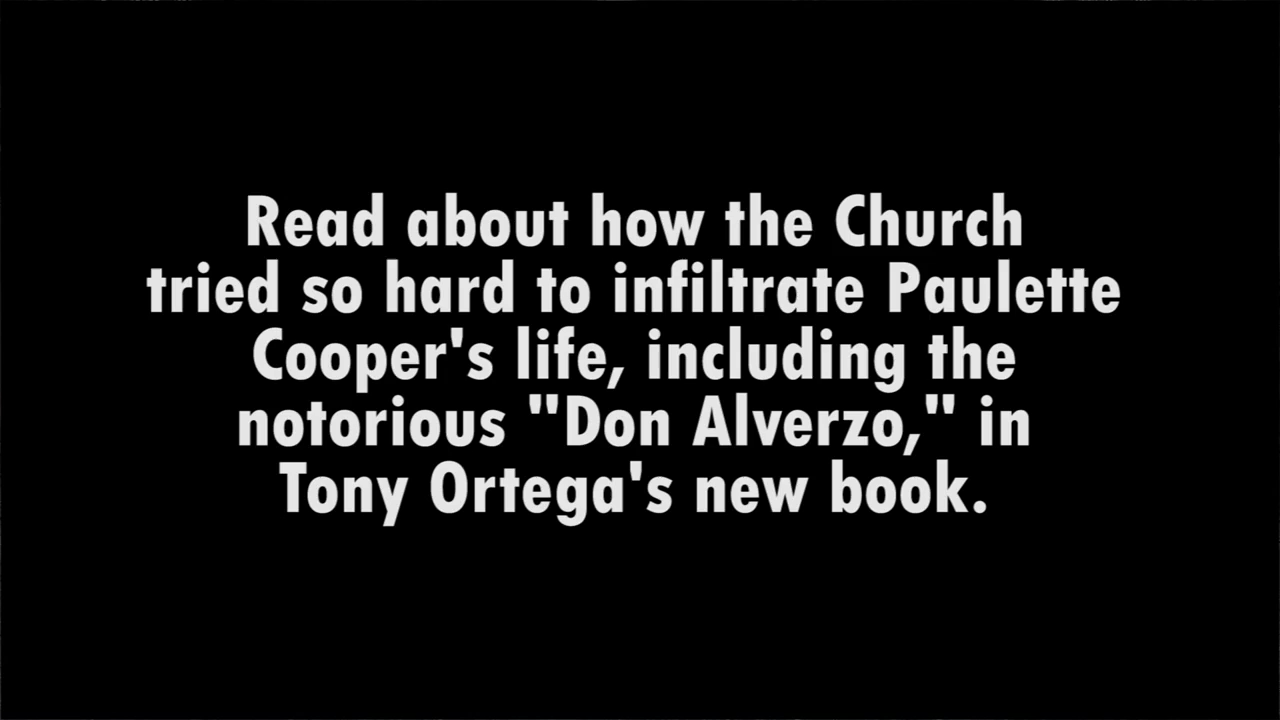 Read about how the Church
tried so hard to infiltrate Paulette
Cooper's life, including the
notorious "Don Alverzo," in
Tony Ortega's new book.